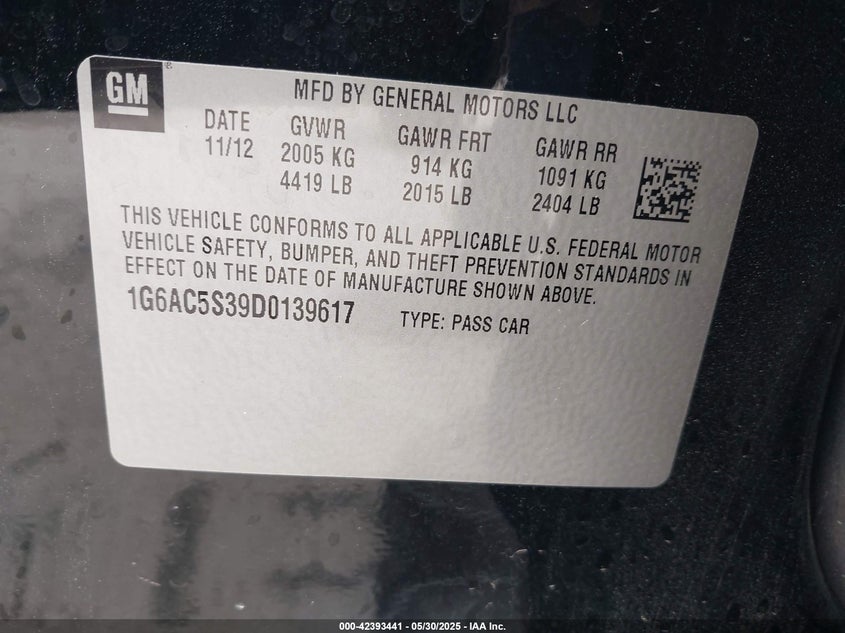 GM
MFD BY GENERAL MOTORS LLC
DATE GVWR GAWR FRT GAWR RR
11/12 2005 KG 914 KG 1091 KG
4419 LB 2015 LB 2404 LB
THIS VEHICLE CONFORMS TO ALL APPLICABLE U.S. FEDERAL MOTOR
VEHICLE SAFETY, BUMPER, AND THEFT PREVENTION STANDARDS IN
EFFECT ON THE DATE OF MANUFACTURE SHOWN ABOVE.
1G6AC5S39D0139617 TYPE: PASS CAR
000-42393441 - 05/30/2025 - IAA Inc.